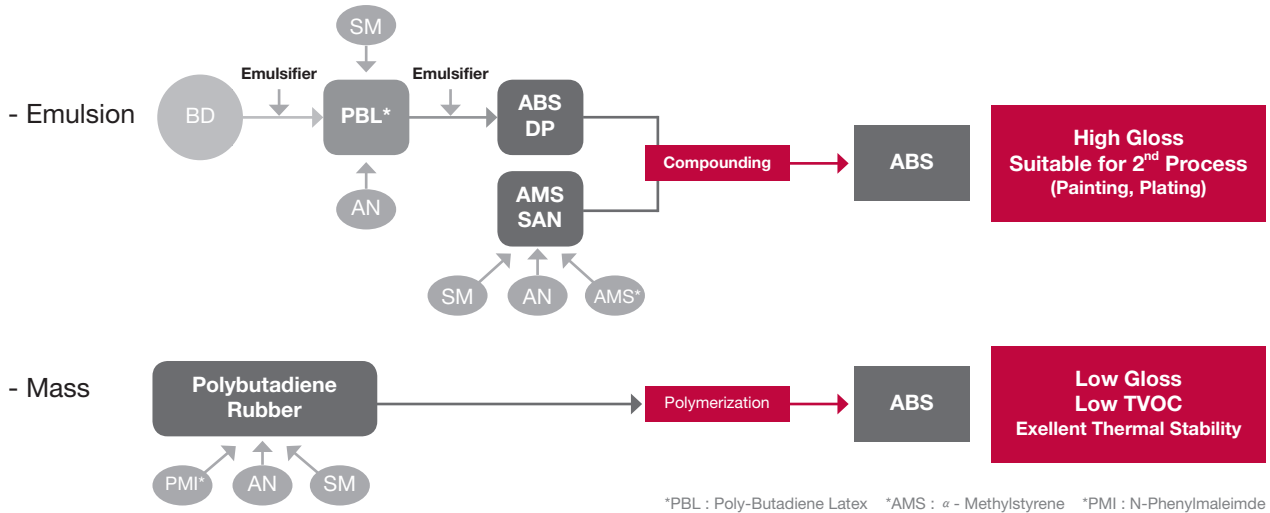 SM
Emulsifier
Emulsifier
- Emulsion
BD
PBL*
ABS
DP
AN
AMS
SAN
SM
AN
AMS*
Compounding
ABS
High Gloss
Suitable for 2nd Process
(Painting, Plating)
- Mass
Polybutadiene
Rubber
PMI*
AN
SM
Polymerization
ABS
Low Gloss
Low TVOC
Exellent Thermal Stability
*PBL : Poly-Butadiene Latex *AMS : α - Methylstyrene *PMI : N-Phenylmaleimde